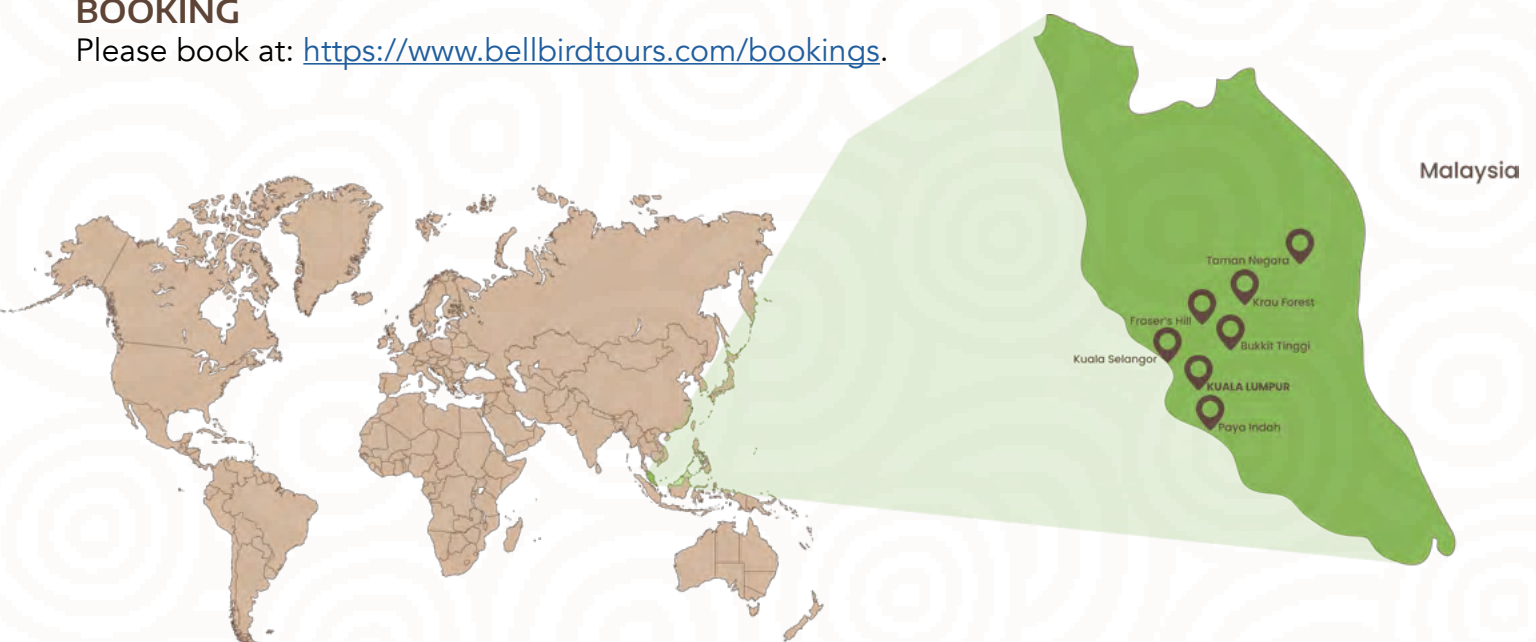 BOOKING
Please book at: https://www.bellbirdtours.com/bookings.
Malaysia
Taman Negara
Krau Forest
Fraser's Hill
Bukkit Tinggi
Kuala Selangor
KUALA LUMPUR
Paya Indah